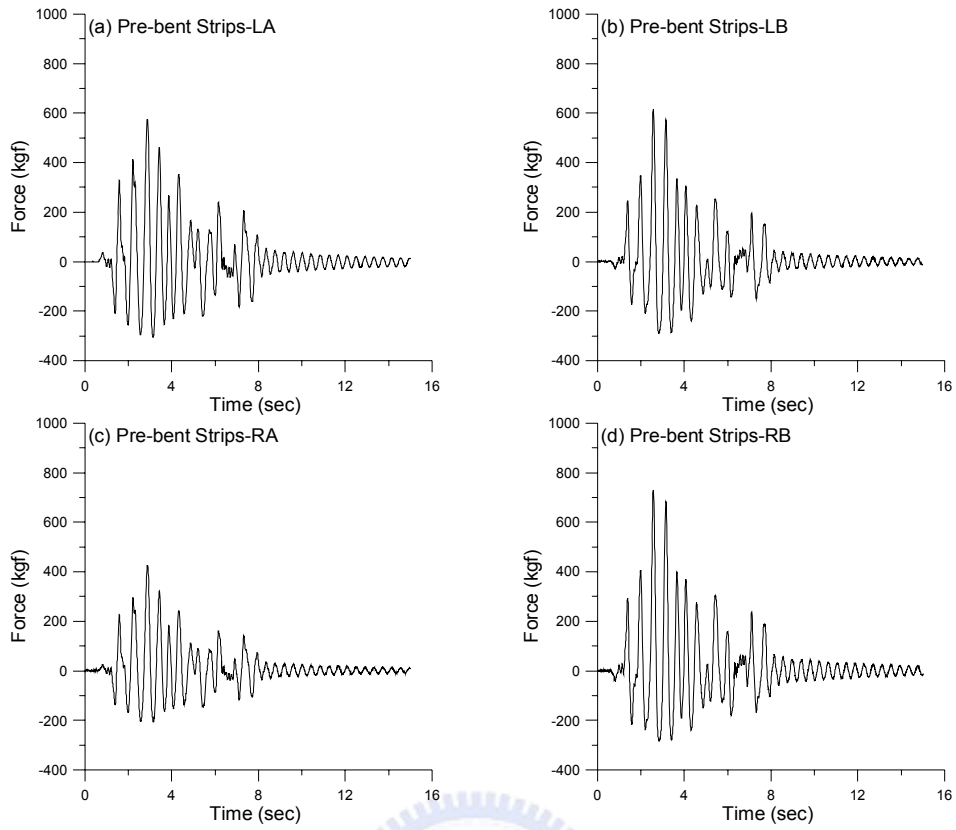 (a) Pre-bent Strips-LA
1000
800
600
400
200
0
-200
-400
Force (kgf)
0 4 8 12 16
Time (sec)
(b) Pre-bent Strips-LB
1000
800
600
400
200
0
-200
-400
Force (kgf)
0 4 8 12 16
Time (sec)
(c) Pre-bent Strips-RA
1000
800
600
400
200
0
-200
-400
Force (kgf)
0 4 8 12 16
Time (sec)
(d) Pre-bent Strips-RB
1000
800
600
400
200
0
-200
-400
Force (kgf)
0 4 8 12 16
Time (sec)